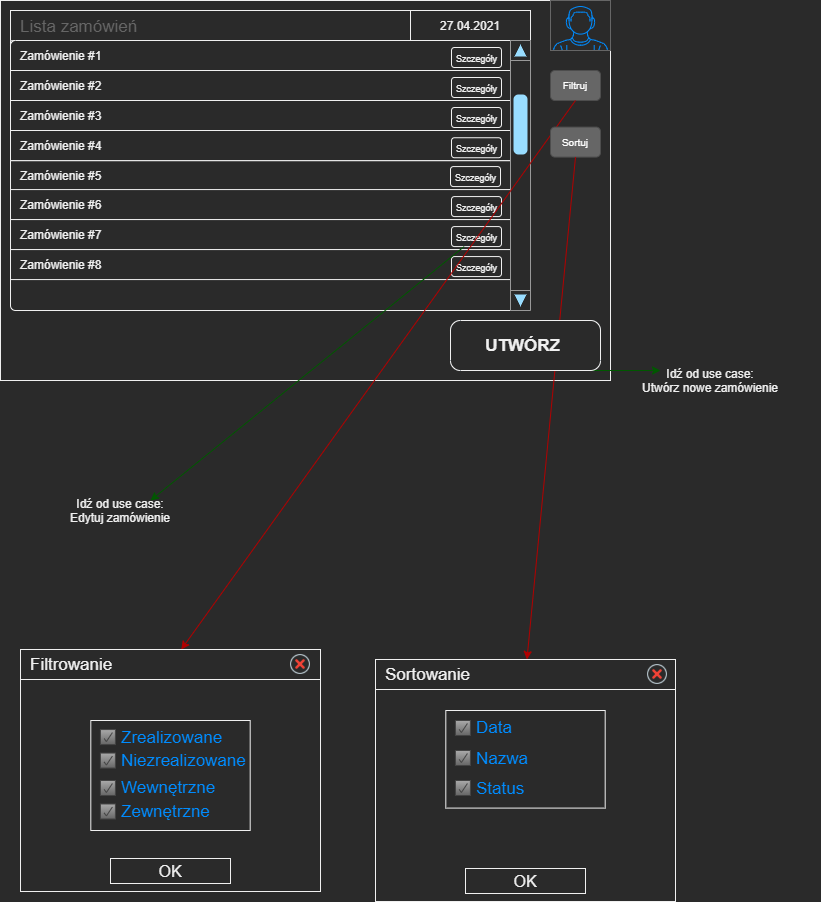 Lista zamówień
27.04.2021
Zamówienie #1
Szczegóły
Zamówienie #2
Szczegóły
Filtruj
Zamówienie #3
Szczegóły
Zamówienie #4
Szczegóły
Sortuj
Zamówienie #5
Szczegóły
Zamówienie #6
Szczegóły
Zamówienie #7
Szczegóły
Zamówienie #8
Szczegóły
UTWÓRZ
Idź od use case:
Utwórz nowe zamówienie
Idź od use case:
Edytuj zamówienie
Filtrowanie
Zrealizowane
Niezrealizowane
Wewnętrzne
Zewnętrzne
OK
Sortowanie
Data
Nazwa
Status
OK